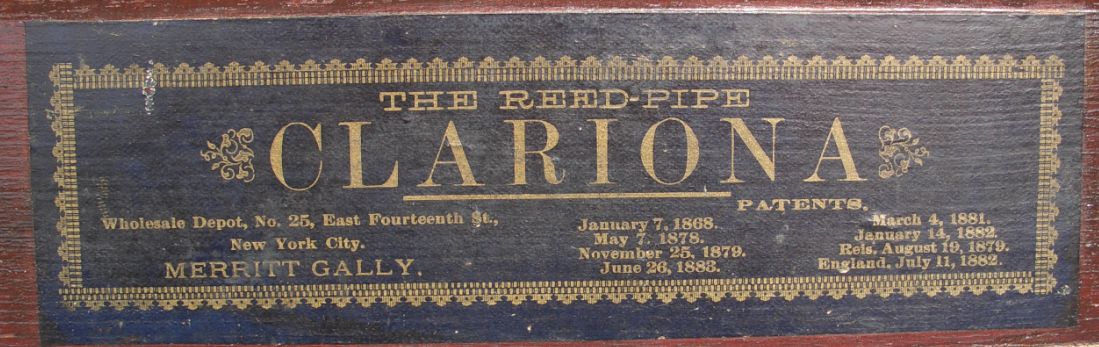 THE REED-PIPE
CLARIONA
PATENTS.
Wholesale Depot, No. 25, East Fourteenth St.,
New York City.
MERRITT GALLY.
January 7, 1868.
May 7, 1878.
November 25, 1879.
June 26, 1883.
March 4, 1881.
January 14, 1882.
Reis. August 19, 1879.
England, July 11, 1882.